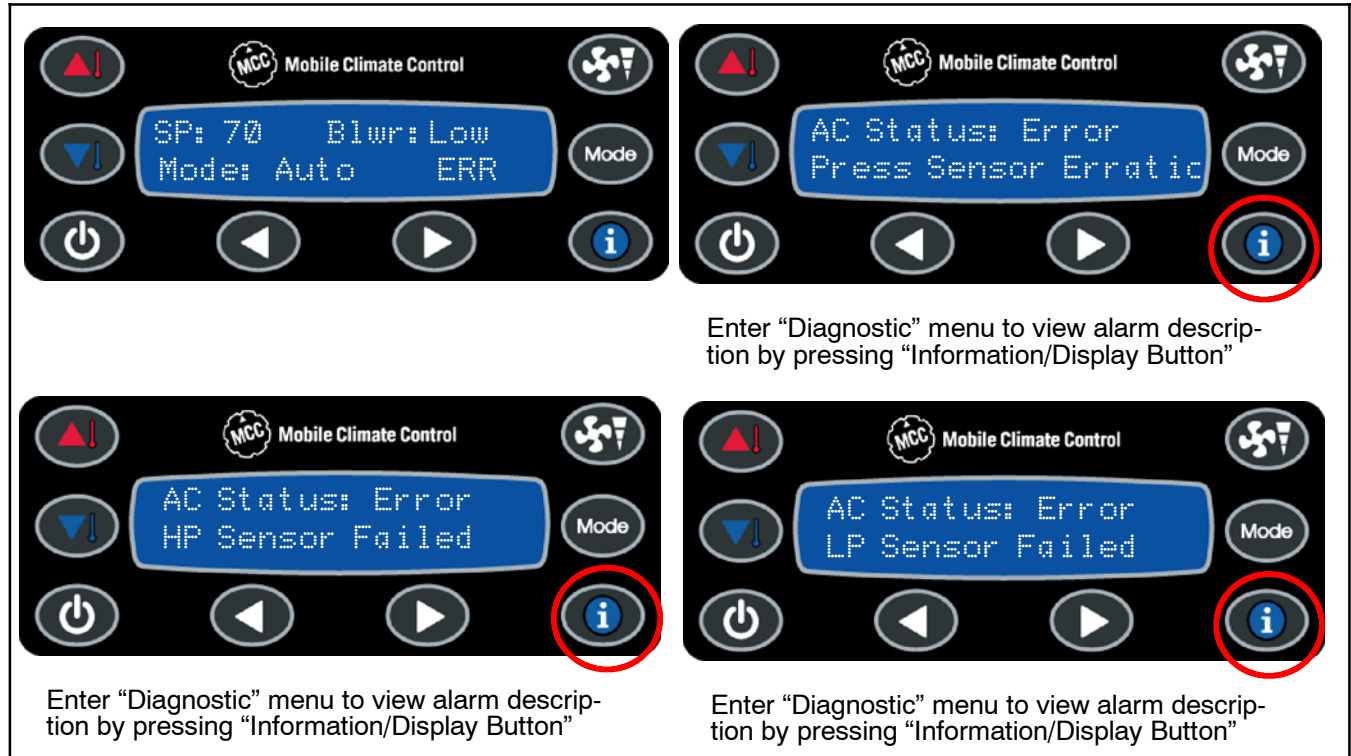 MCC Mobile Climate Control
SP: 70 Blwr: Low
Mode: Auto ERR
Mode
i
MCC Mobile Climate Control
AC Status: Error
Press Sensor Erratic
Mode
i
Enter “Diagnostic” menu to view alarm descrip-
tion by pressing “Information/Display Button”
MCC Mobile Climate Control
AC Status: Error
HP Sensor Failed
Mode
i
Enter “Diagnostic” menu to view alarm descrip-
tion by pressing “Information/Display Button”
MCC Mobile Climate Control
AC Status: Error
LP Sensor Failed
Mode
i
Enter “Diagnostic” menu to view alarm descrip-
tion by pressing “Information/Display Button”